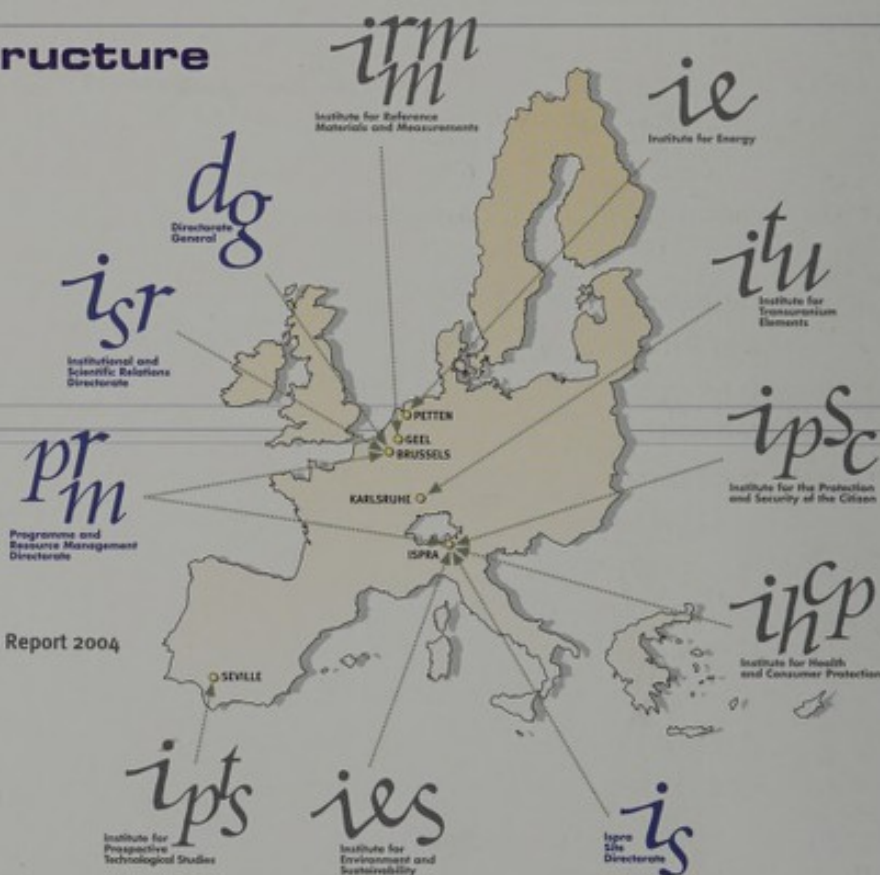 ructure
irmm
Institute for Reference
Materials and Measurements
ie
Institute for Energy
dg
Directorate
General
isr
Institutional and
Scientific Relations
Directorate
itu
Institute for
Transuranium
Elements
PETTEN
GEEL
BRUSSELS
KARLSRUHE
ISPRA
prm
Programme and
Resource Management
Directorate
ipsc
Institute for the Protection
and Security of the Citizen
ihcp
Institute for Health
and Consumer Protection
Report 2004
SEVILLE
ipts
Institute for
Prospective
Technological Studies
ies
Institute for
Environment and
Sustainability
is
Ispra
Site
Directorate